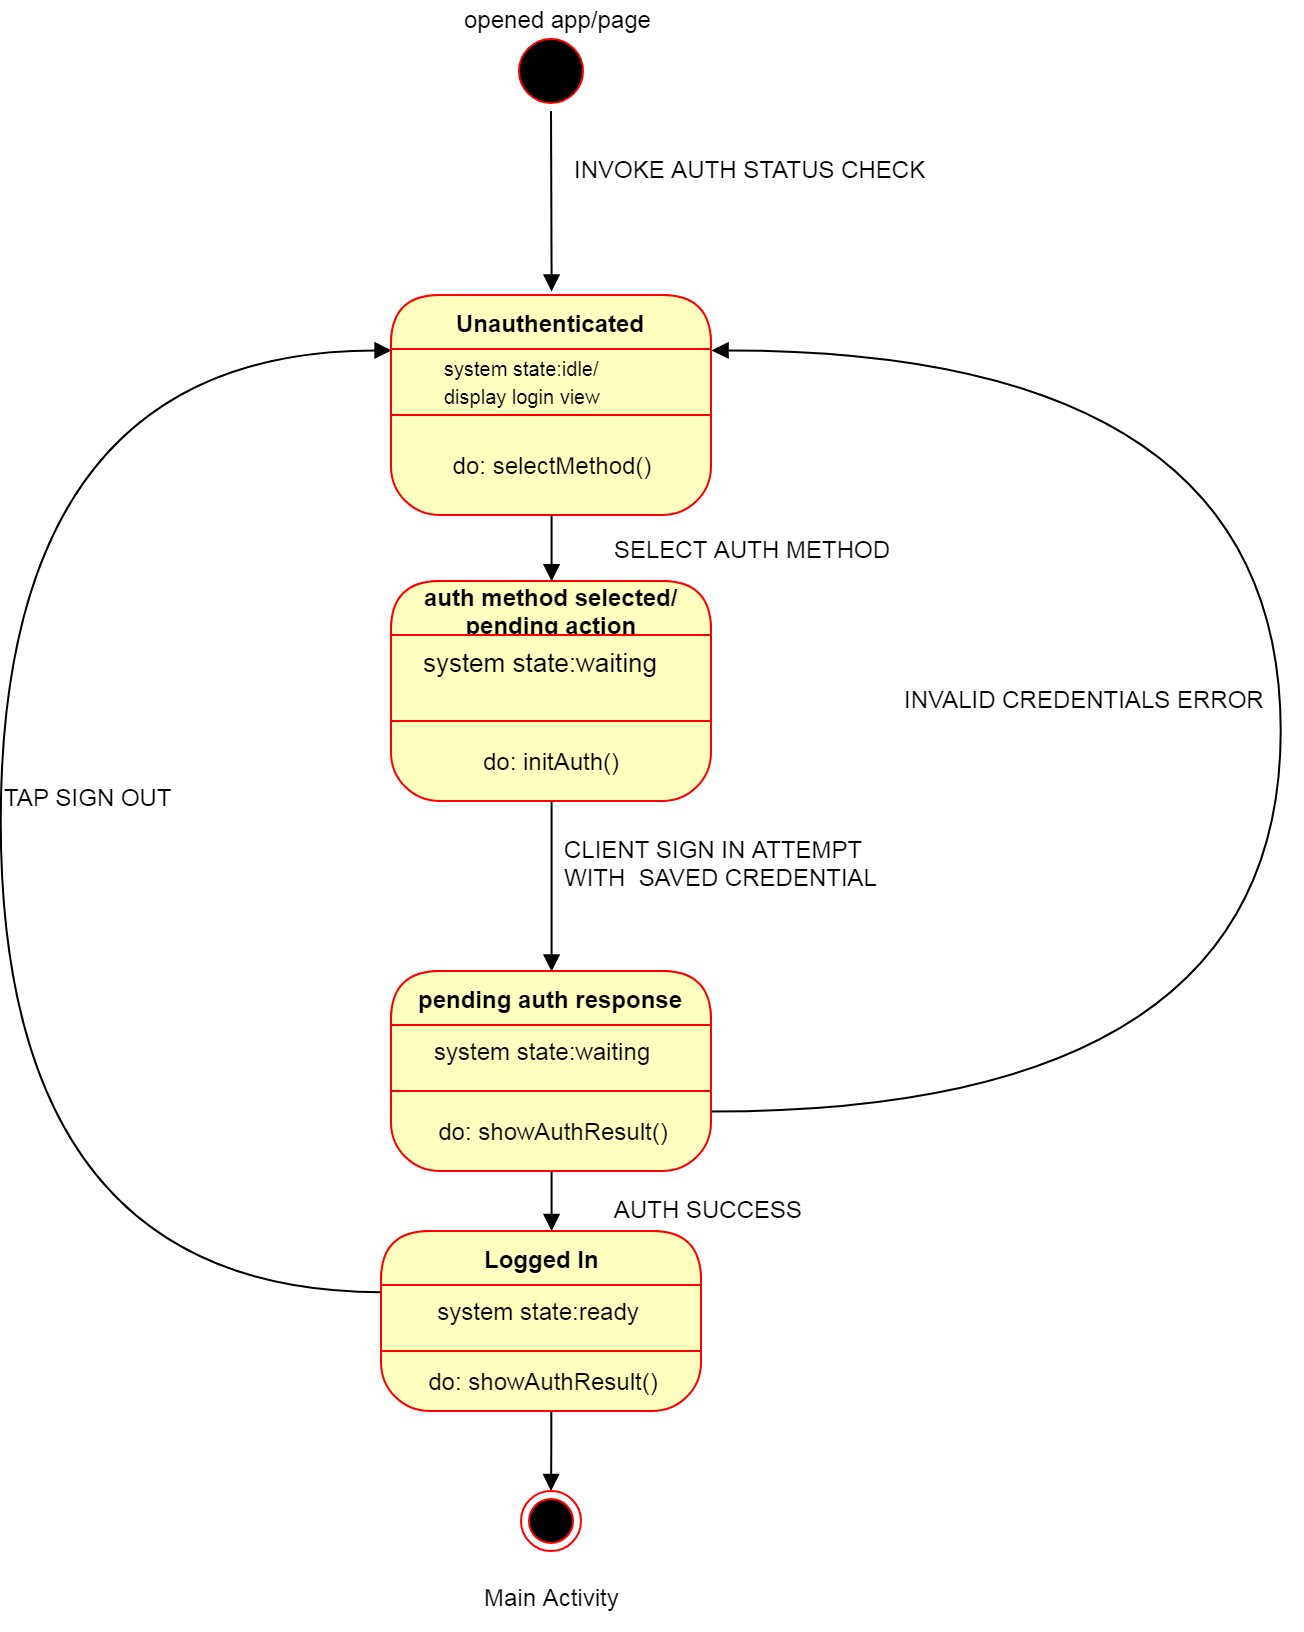 opened app/page
INVOKE AUTH STATUS CHECK
Unauthenticated
system state:idle/
display login view
do: selectMethod()
SELECT AUTH METHOD
auth method selected/
pending action
system state:waiting
INVALID CREDENTIALS ERROR
do: initAuth()
TAP SIGN OUT
CLIENT SIGN IN ATTEMPT
WITH  SAVED CREDENTIAL
pending auth response
system state:waiting
do: showAuthResult()
AUTH SUCCESS
Logged In
system state:ready
do: showAuthResult()
Main Activity